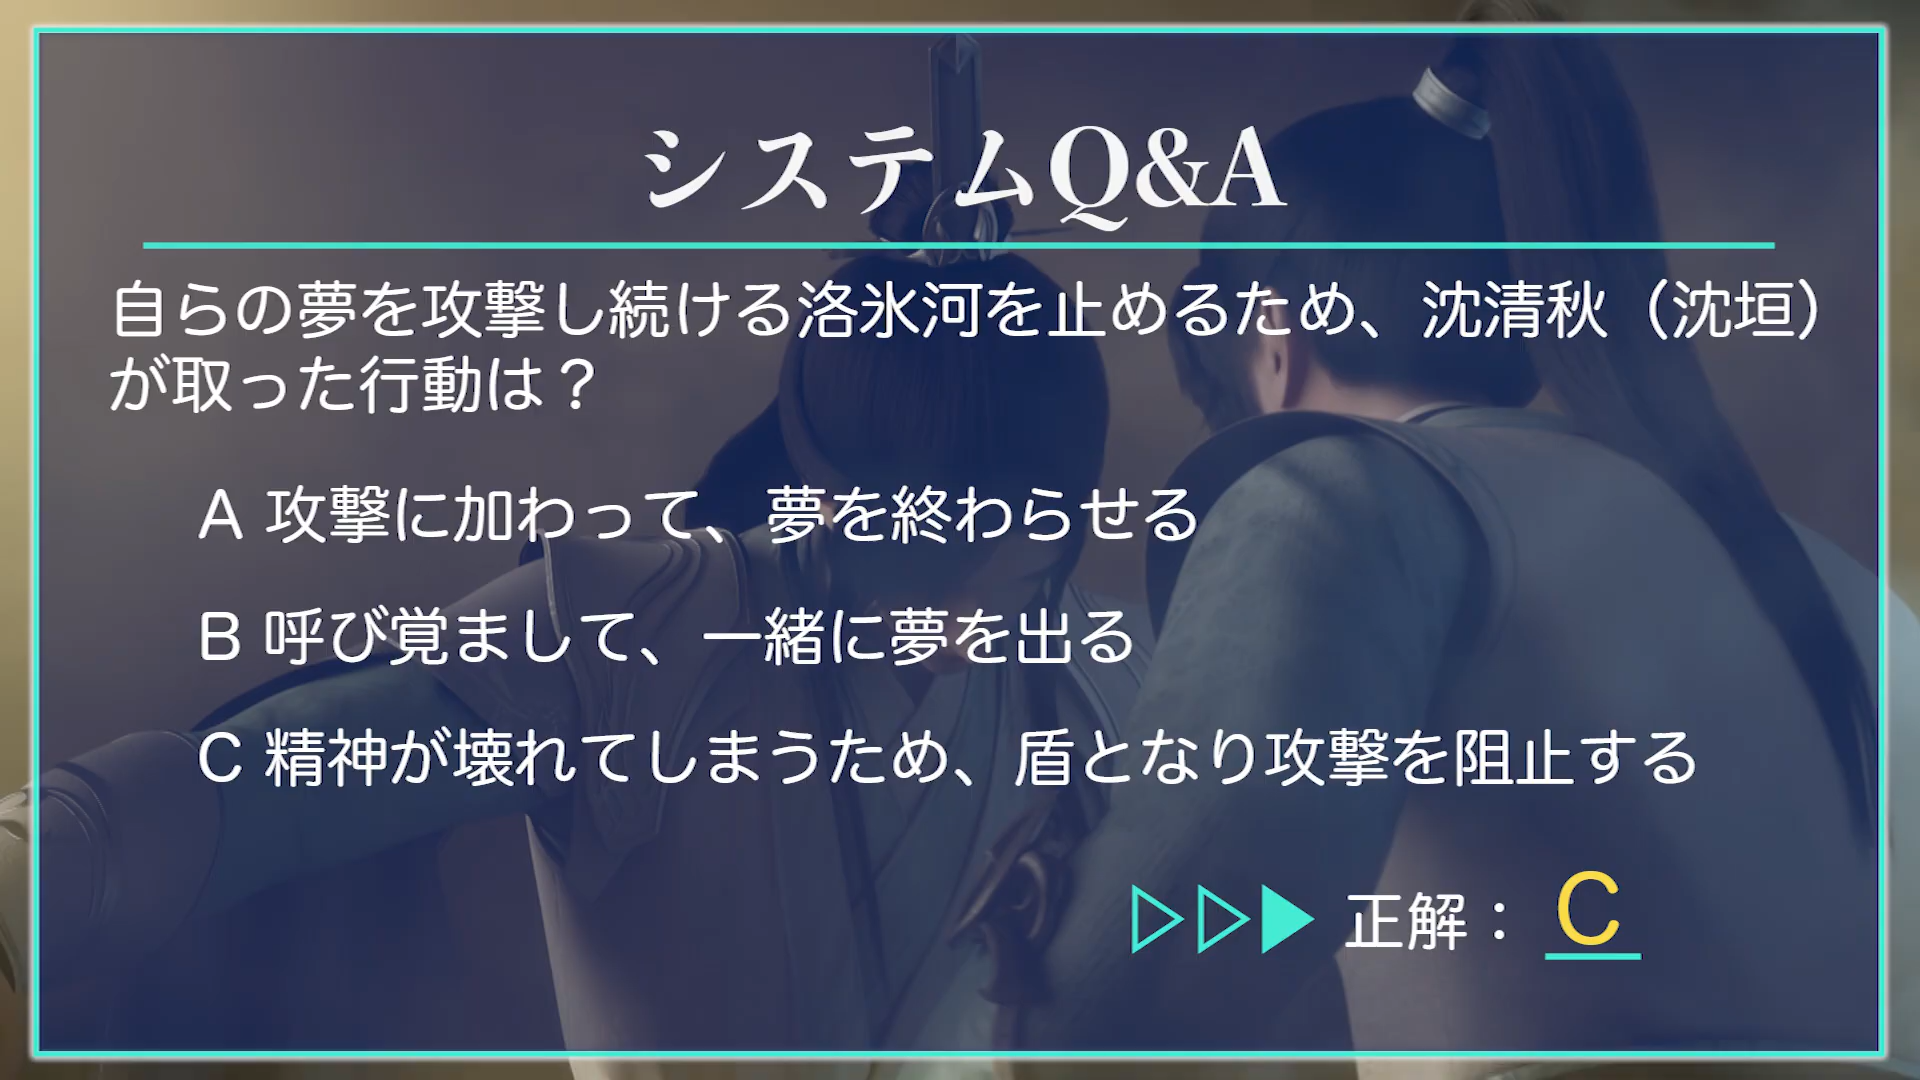 システムQ&A
自らの夢を攻撃し続ける洛氷河を止めるため、沈清秋（沈垣）
が取った行動は？
A 攻撃に加わって、夢を終わらせる
B 呼び覚まして、一緒に夢を出る
C 精神が壊れてしまうため、盾となり攻撃を阻止する
▷▷▶ 正解： C